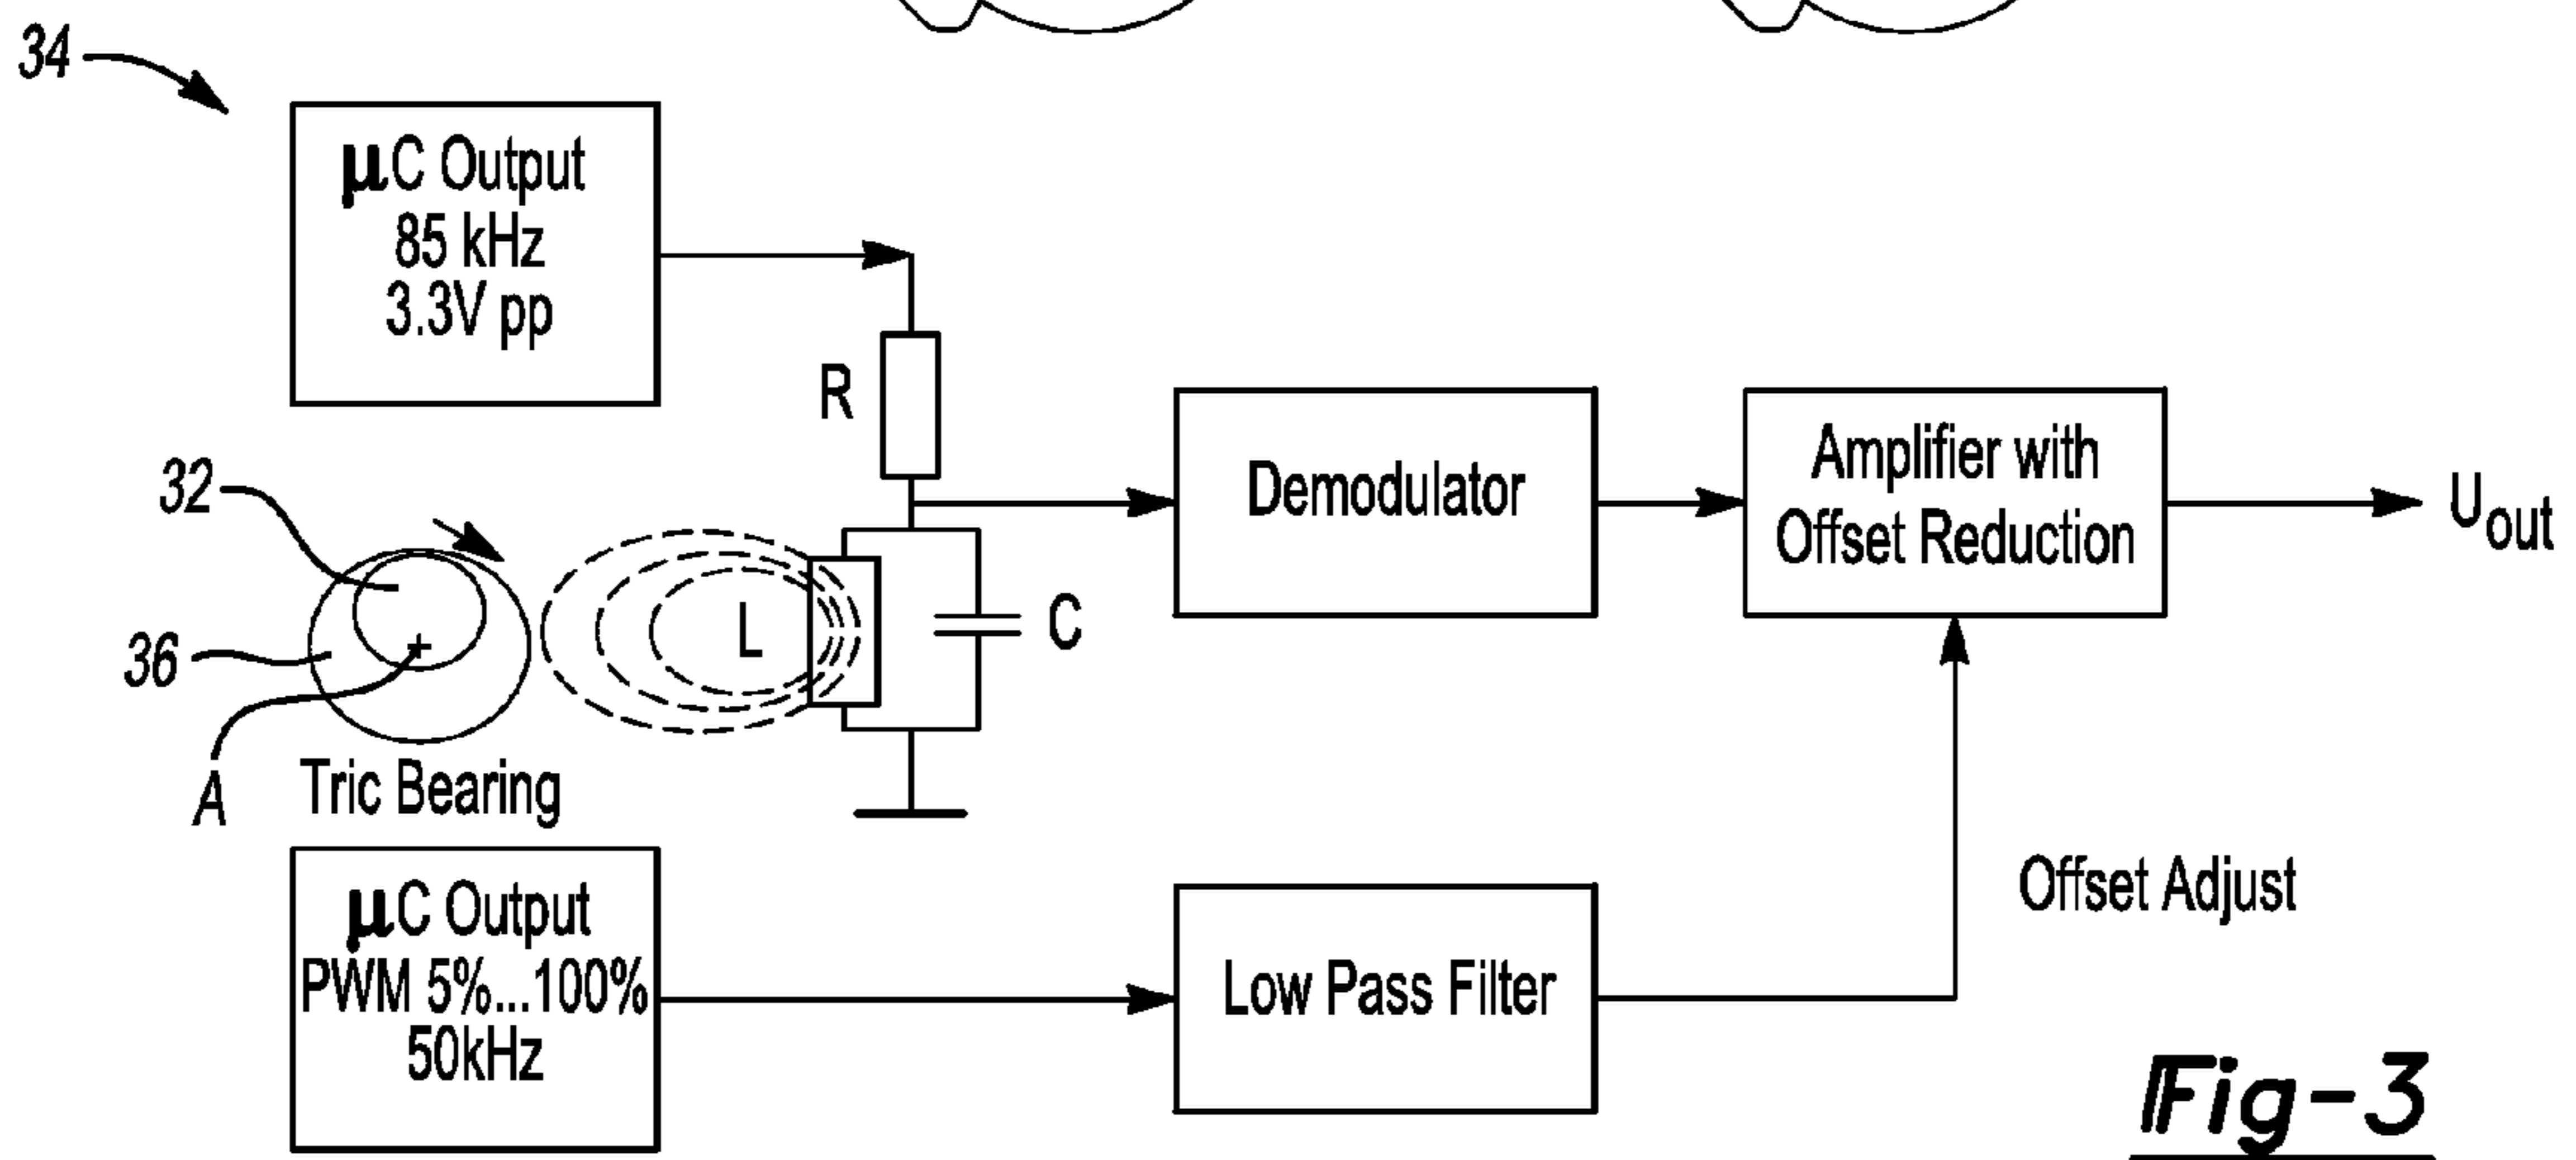 34
μC Output
85 kHz
3.3V pp
R
32
36
A
L
C
Tric Bearing
Demodulator
Amplifier with
Offset Reduction
Uout
μC Output
PWM 5%...100%
50kHz
Low Pass Filter
Offset Adjust
Fig-3